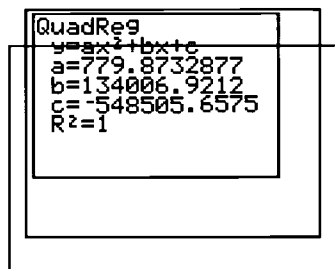 QuadReg
y=ax²+bx+c
a=779.8732877
b=134006.9212
c=-548505.6575
R²=1